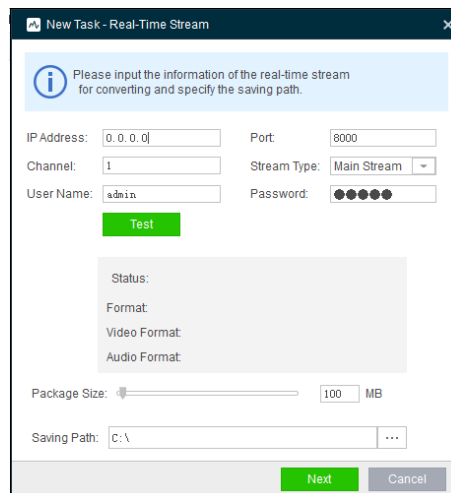 New Task - Real-Time Stream
Please input the information of the real-time stream
for converting and specify the saving path.
IP Address: 0.0.0.0 Port: 8000
Channel: 1 Stream Type: Main Stream
User Name: admin Password: ●●●●●
Test
Status:
Format:
Video Format:
Audio Format:
Package Size: 100 MB
Saving Path: C:\ ...
Next Cancel